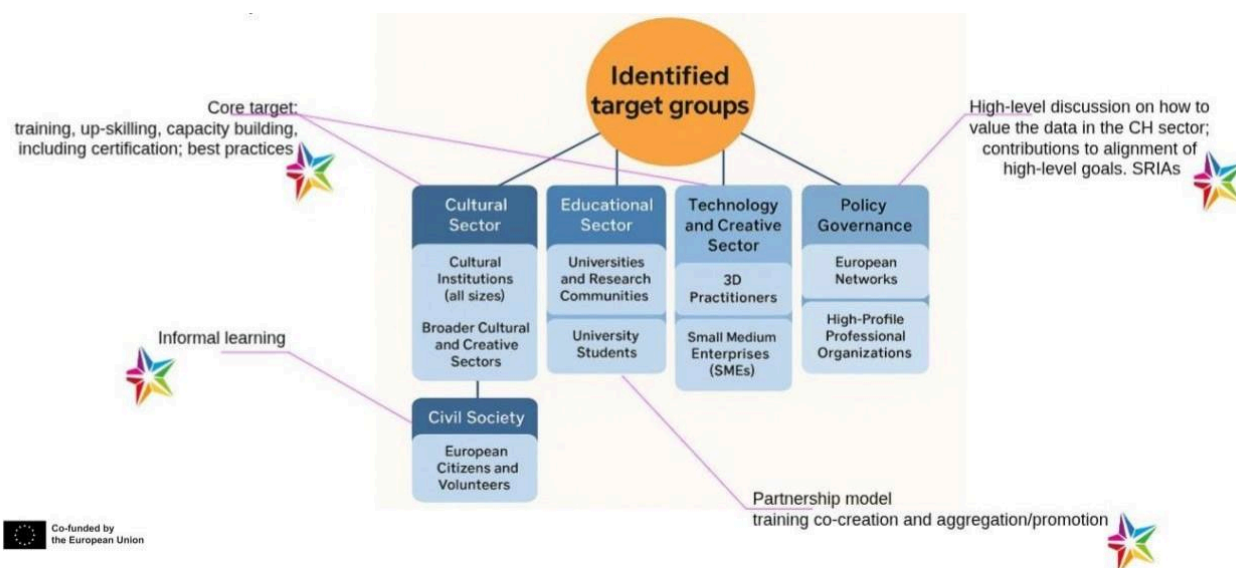 Identified
target groups
Core target:
training, up-skilling, capacity building,
including certification; best practices
High-level discussion on how to
value the data in the CH sector;
contributions to alignment of
high-level goals. SRIAs
Cultural
Sector
Cultural
Institutions
(all sizes)
Broader Cultural
and Creative
Sectors
Educational
Sector
Universities
and Research
Communities
University
Students
Technology
and Creative
Sector
3D
Practitioners
Small Medium
Enterprises
(SMEs)
Policy
Governance
European
Networks
High-Profile
Professional
Organizations
Informal learning
Civil Society
European
Citizens and
Volunteers
Partnership model
training co-creation and aggregation/promotion
Co-funded by
the European Union